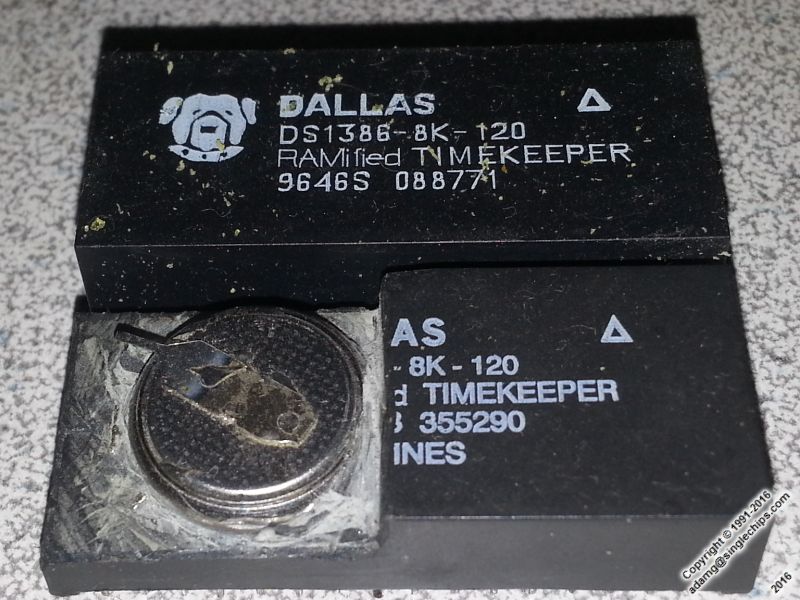 DALLAS
DS1386-8K-120
RAMified TIMEKEEPER
9646S 088771
AS
-8K-120
d TIMEKEEPER
355290
INES
Copyright © 1991-2016
adamg@singlechips.com
2016